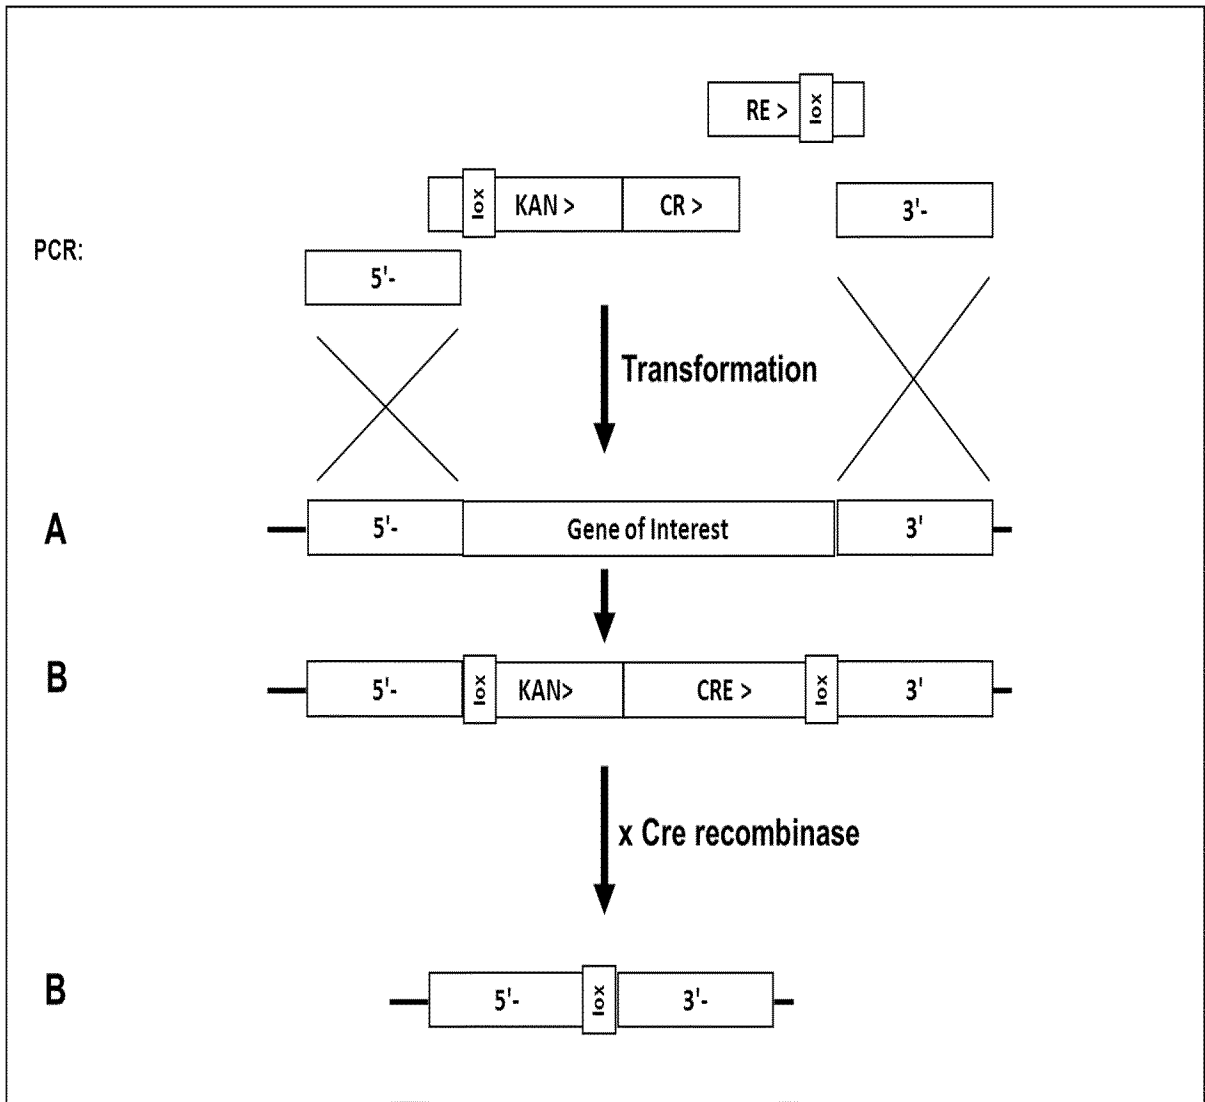 RE > lox
lox KAN > CR >
3'-
PCR:
5'-
Transformation
A 5'- Gene of Interest 3'
B 5'- lox KAN> CRE > lox 3'
x Cre recombinase
B 5'- lox 3'-